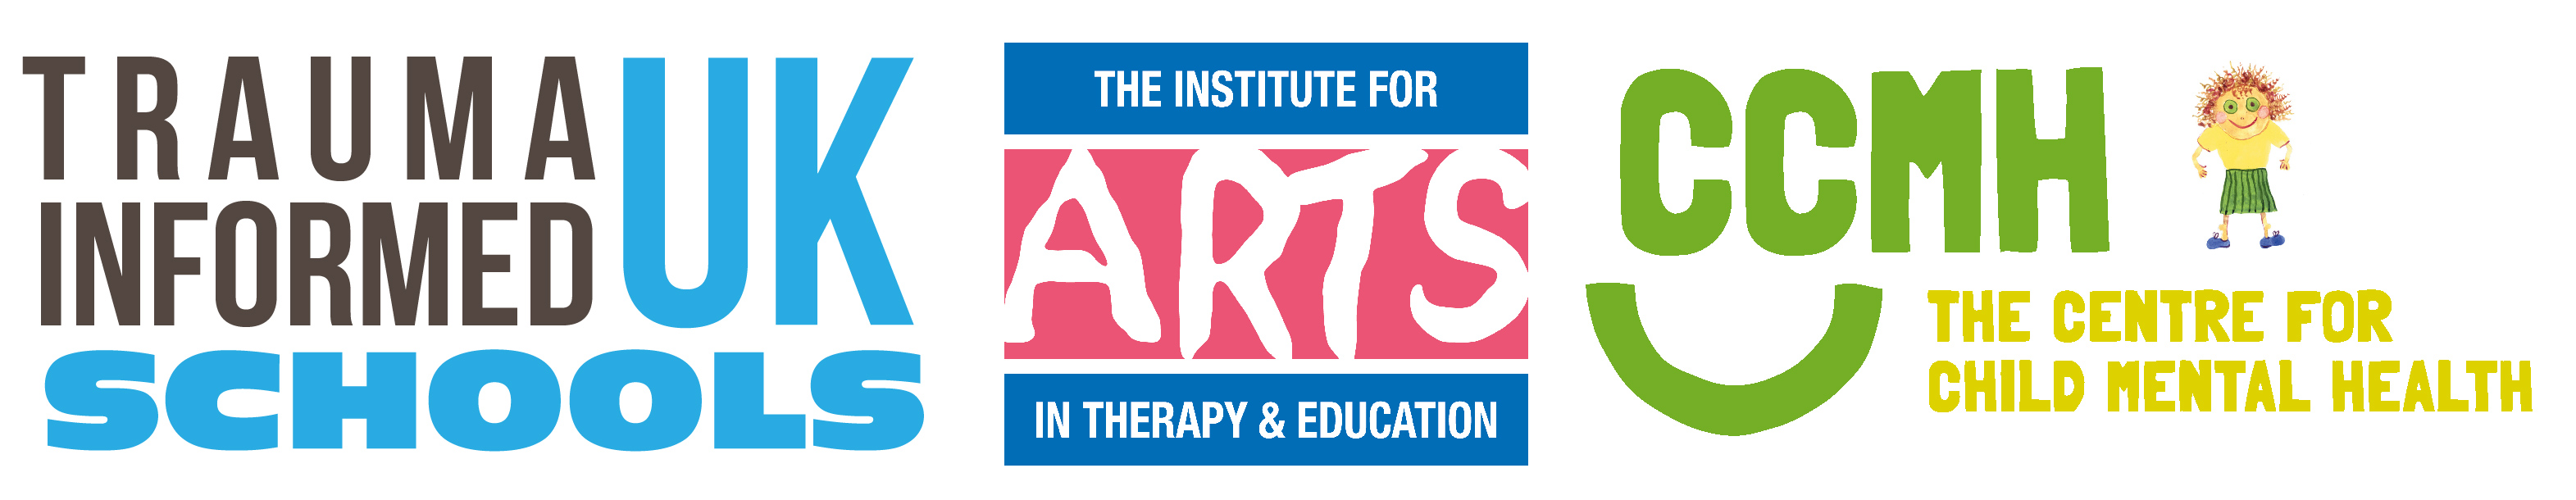 TRAUMA
INFORMED
UK
SCHOOLS
THE INSTITUTE FOR
ARTS
IN THERAPY & EDUCATION
CCMH
THE CENTRE FOR
CHILD MENTAL HEALTH